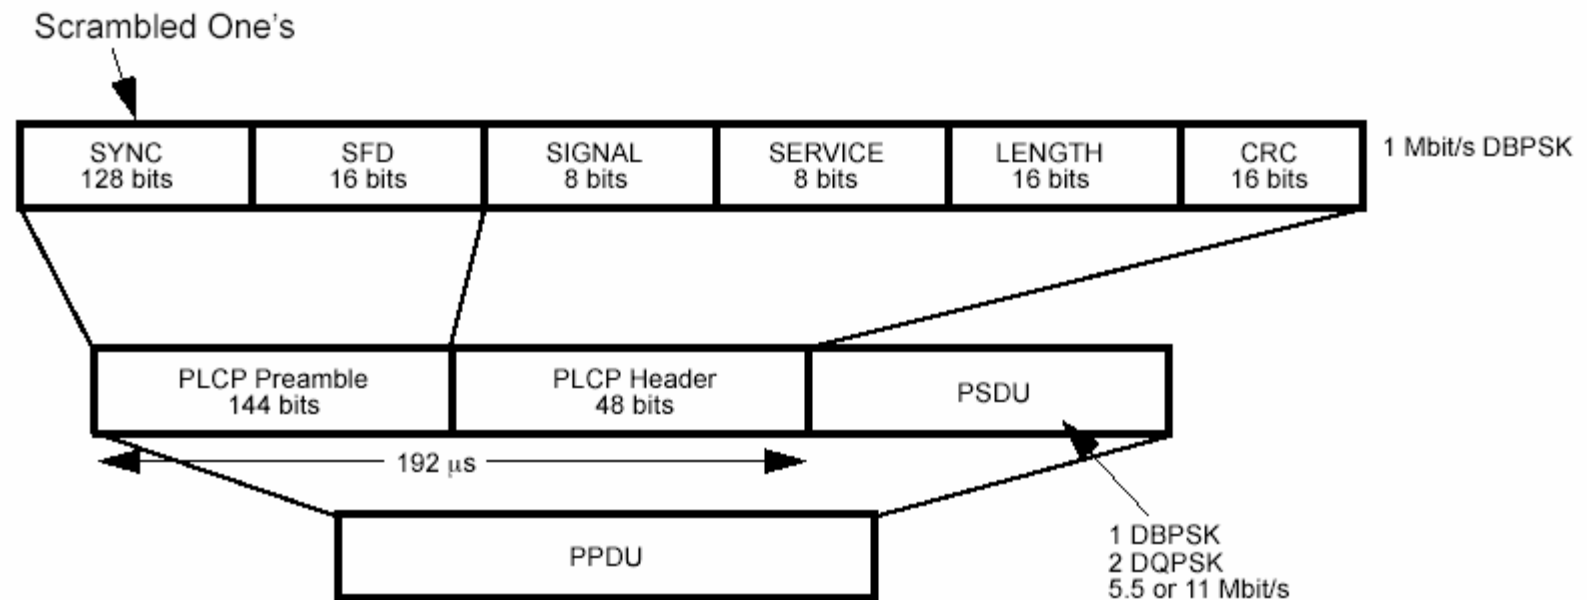 Scrambled One's
SYNC
128 bits
SFD
16 bits
SIGNAL
8 bits
SERVICE
8 bits
LENGTH
16 bits
CRC
16 bits
1 Mbit/s DBPSK
PLCP Preamble
144 bits
PLCP Header
48 bits
PSDU
192 μs
PPDU
1 DBPSK
2 DQPSK
5.5 or 11 Mbit/s